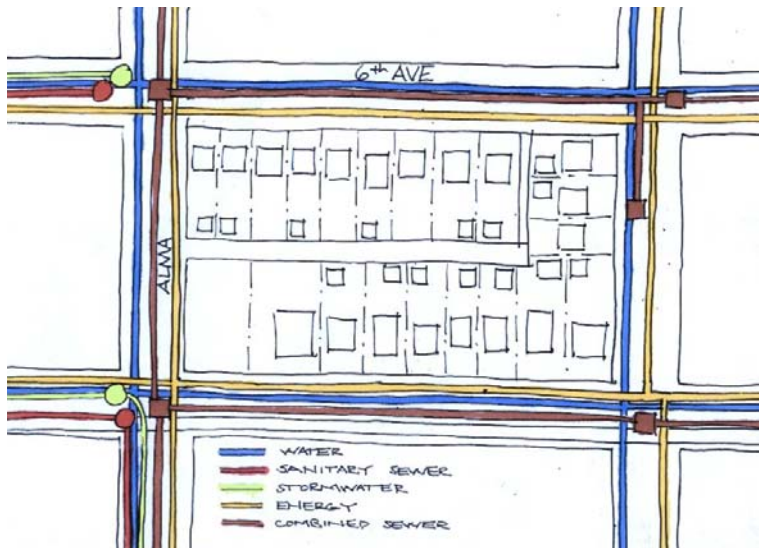 6th AVE
ALMA
WATER
SANITARY SEWER
STORMWATER
ENERGY
COMBINED SEWER